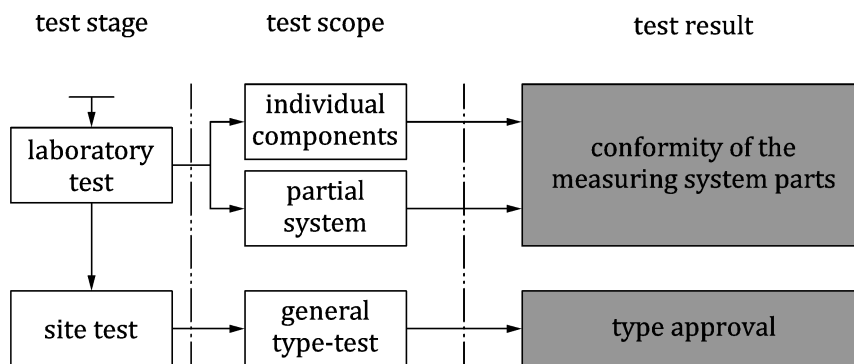 test stage
test scope
test result
individual
components
laboratory
test
conformity of the
measuring system parts
partial
system
site test
general
type-test
type approval